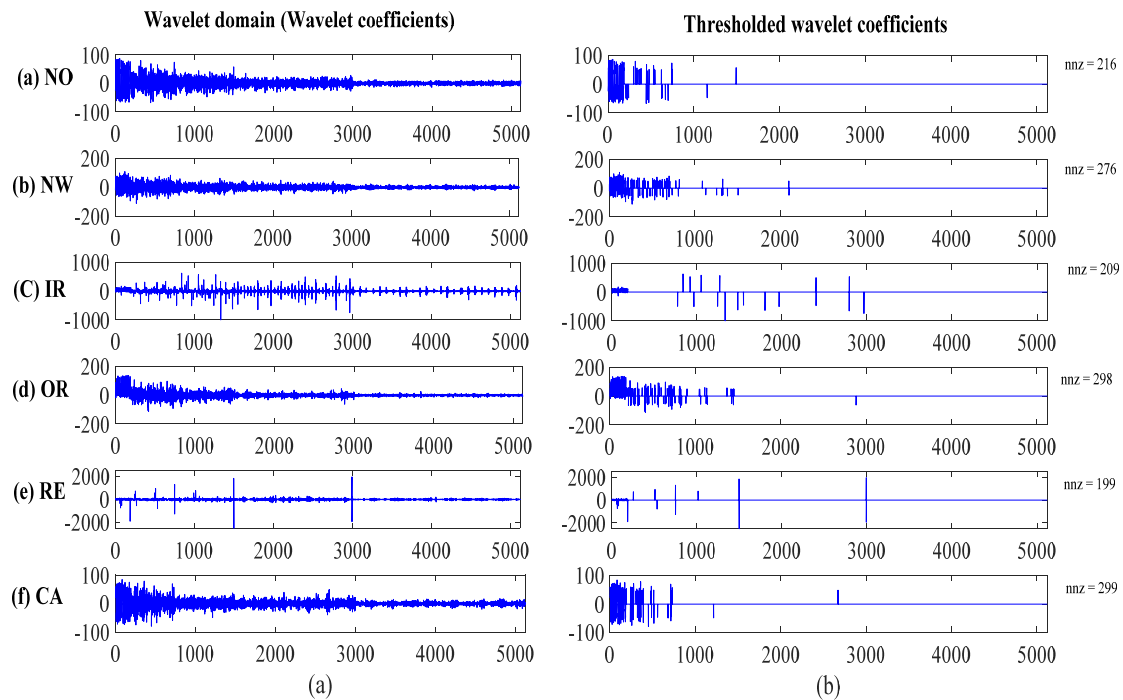 Wavelet domain (Wavelet coefficients)
Thresholded wavelet coefficients
(a) NO
100
0
-100
0 1000 2000 3000 4000 5000
100
0
-100
0 1000 2000 3000 4000 5000
nnz = 216
(b) NW
200
0
-200
0 1000 2000 3000 4000 5000
200
0
-200
0 1000 2000 3000 4000 5000
nnz = 276
(C) IR
1000
0
-1000
0 1000 2000 3000 4000 5000
1000
0
-1000
0 1000 2000 3000 4000 5000
nnz = 209
(d) OR
200
0
-200
0 1000 2000 3000 4000 5000
200
0
-200
0 1000 2000 3000 4000 5000
nnz = 298
(e) RE
2000
0
-2000
0 1000 2000 3000 4000 5000
2000
0
-2000
0 1000 2000 3000 4000 5000
nnz = 199
(f) CA
100
0
-100
0 1000 2000 3000 4000 5000
100
0
-100
0 1000 2000 3000 4000 5000
nnz = 299
(a)
(b)